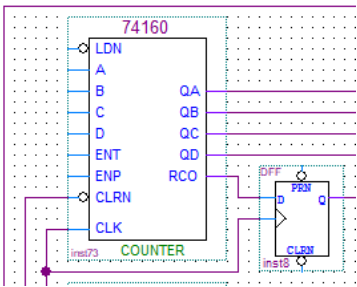 74160
LDN
A
B QA
C QB
D QC
ENT QD
ENP RCO
CLRN
CLK
inst73 COUNTER
DFF
PRN
D Q
CLRN
inst8